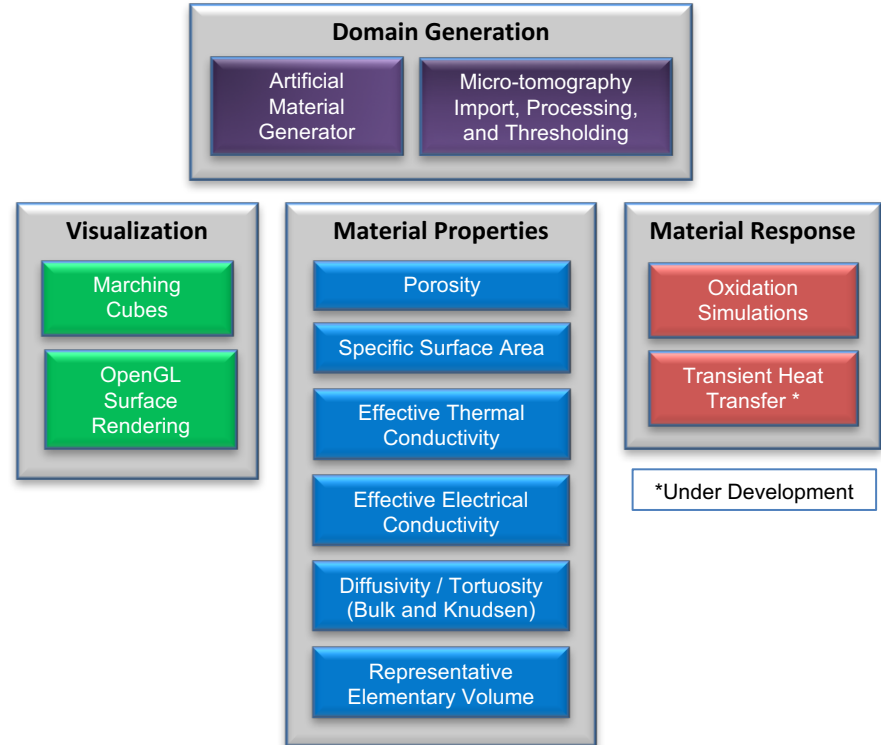 Domain Generation
Artificial
Material
Generator
Micro-tomography
Import, Processing,
and Thresholding
Visualization
Marching
Cubes
OpenGL
Surface
Rendering
Material Properties
Porosity
Specific Surface Area
Effective Thermal
Conductivity
Effective Electrical
Conductivity
Diffusivity / Tortuosity
(Bulk and Knudsen)
Representative
Elementary Volume
Material Response
Oxidation
Simulations
Transient Heat
Transfer *
*Under Development